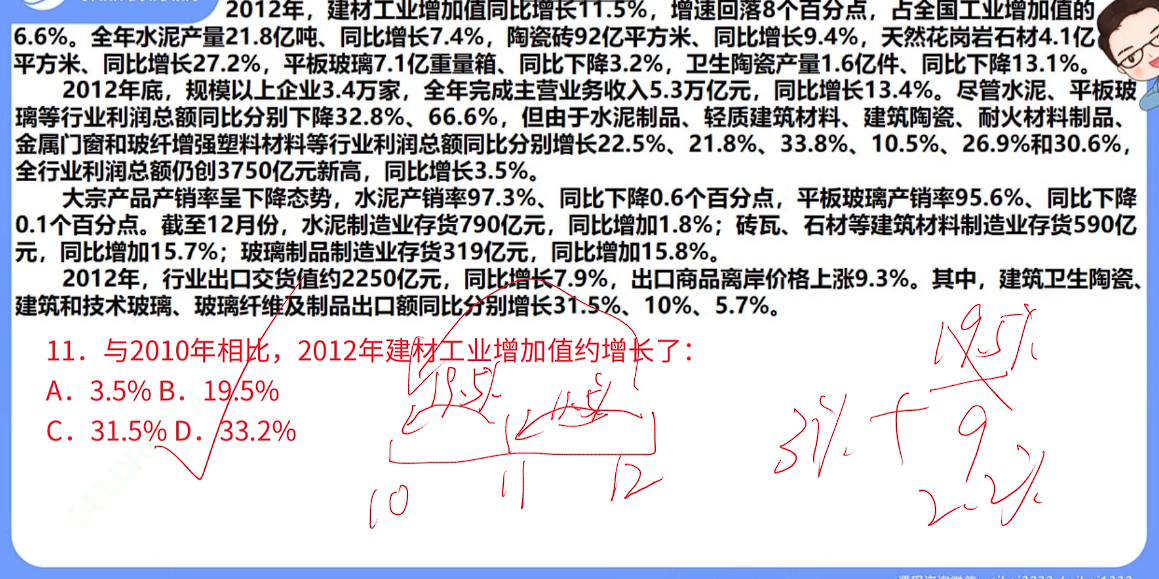 2012年，建材工业增加值同比增长11.5%，增速回落8个百分点，占全国工业增加值的
6.6%。全年水泥产量21.8亿吨、同比增长7.4%，陶瓷砖92亿平方米、同比增长9.4%，天然花岗岩石材4.1亿
平方米、同比增长27.2%，平板玻璃7.1亿重量箱、同比下降3.2%，卫生陶瓷产量1.6亿件、同比下降13.1%。
2012年底，规模以上企业3.4万家，全年完成主营业务收入5.3万亿元，同比增长13.4%。尽管水泥、平板玻
璃等行业利润总额同比分别下降32.8%、66.6%，但由于水泥制品、轻质建筑材料、建筑陶瓷、耐火材料制品、
金属门窗和玻纤增强塑料材料等行业利润总额同比分别增长22.5%、21.8%、33.8%、10.5%、26.9%和30.6%，
全行业利润总额仍创3750亿元新高，同比增长3.5%。
大宗产品产销率呈下降态势，水泥产销率97.3%、同比下降0.6个百分点，平板玻璃产销率95.6%、同比下降
0.1个百分点。截至12月份，水泥制造业存货790亿元，同比增加1.8%；砖瓦、石材等建筑材料制造业存货590亿
元，同比增加15.7%；玻璃制品制造业存货319亿元，同比增加15.8%。
2012年，行业出口交货值约2250亿元，同比增长7.9%，出口商品离岸价格上涨9.3%。其中，建筑卫生陶瓷、
建筑和技术玻璃、玻璃纤维及制品出口额同比分别增长31.5%、10%、5.7%。
11．与2010年相比，2012年建材工业增加值约增长了：
A．3.5% B．19.5%
C．31.5% D．33.2%
19.5% 11.5%
10 11 12
19.5%
31% +
9
2.2%